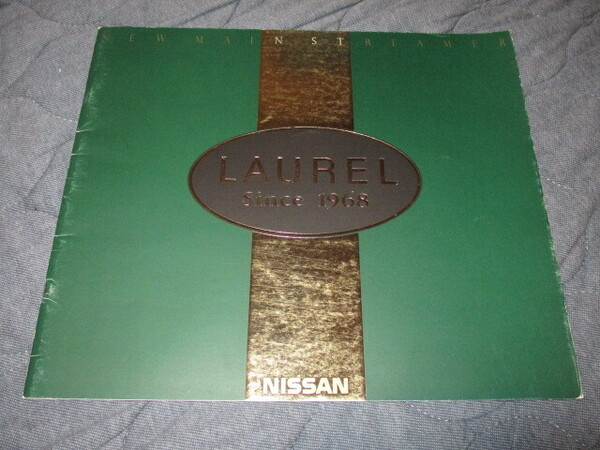 NEW MAINSTREAMER
LAUREL
Since 1968
NISSAN